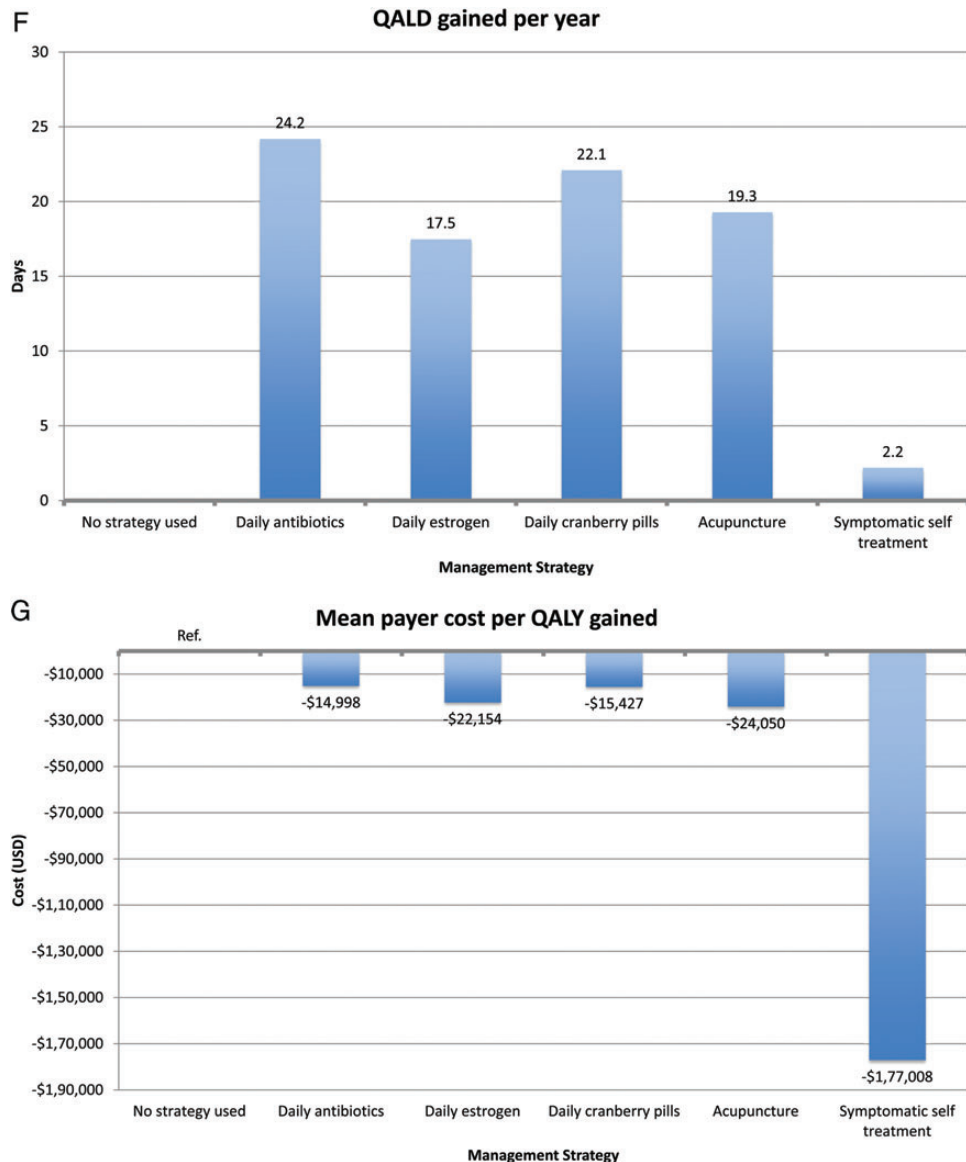 F
QALD gained per year
30
25
20
15
10
5
0
Days
24.2
17.5
22.1
19.3
2.2
No strategy used
Daily antibiotics
Daily estrogen
Daily cranberry pills
Acupuncture
Symptomatic self
treatment
Management Strategy
G
Mean payer cost per QALY gained
Ref.
-$10,000
-$30,000
-$50,000
-$70,000
-$90,000
-$1,10,000
-$1,30,000
-$1,50,000
-$1,70,000
-$1,90,000
Cost (USD)
-$14,998
-$22,154
-$15,427
-$24,050
-$1,77,008
No strategy used
Daily antibiotics
Daily estrogen
Daily cranberry pills
Acupuncture
Symptomatic self
treatment
Management Strategy